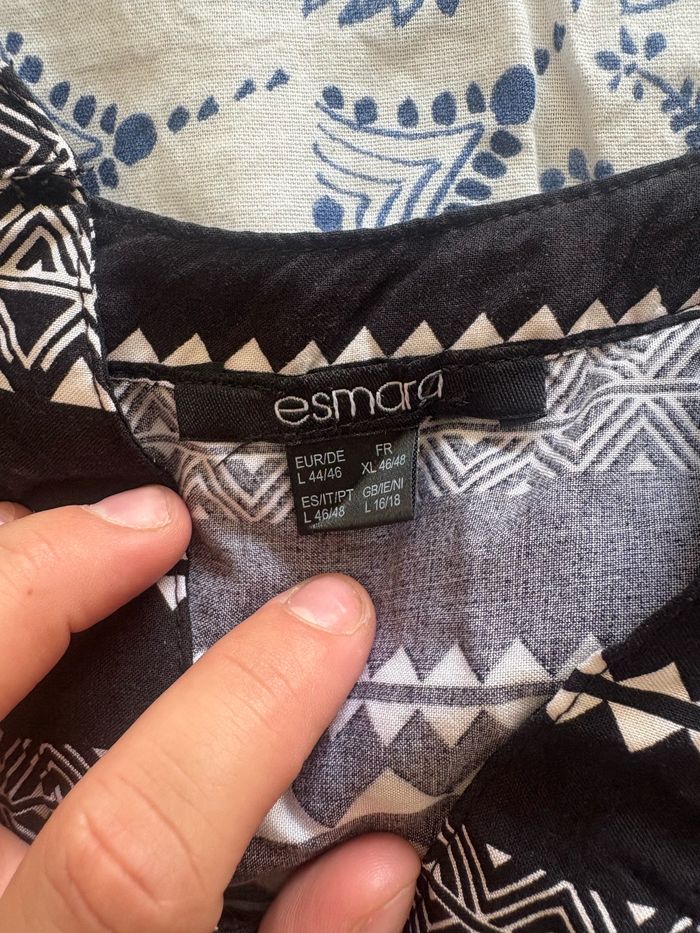 esmara
EUR/DE FR
L 44/46 XL 46/48
ES/IT/PT GB/IE/NI
L 46/48 L 16/18